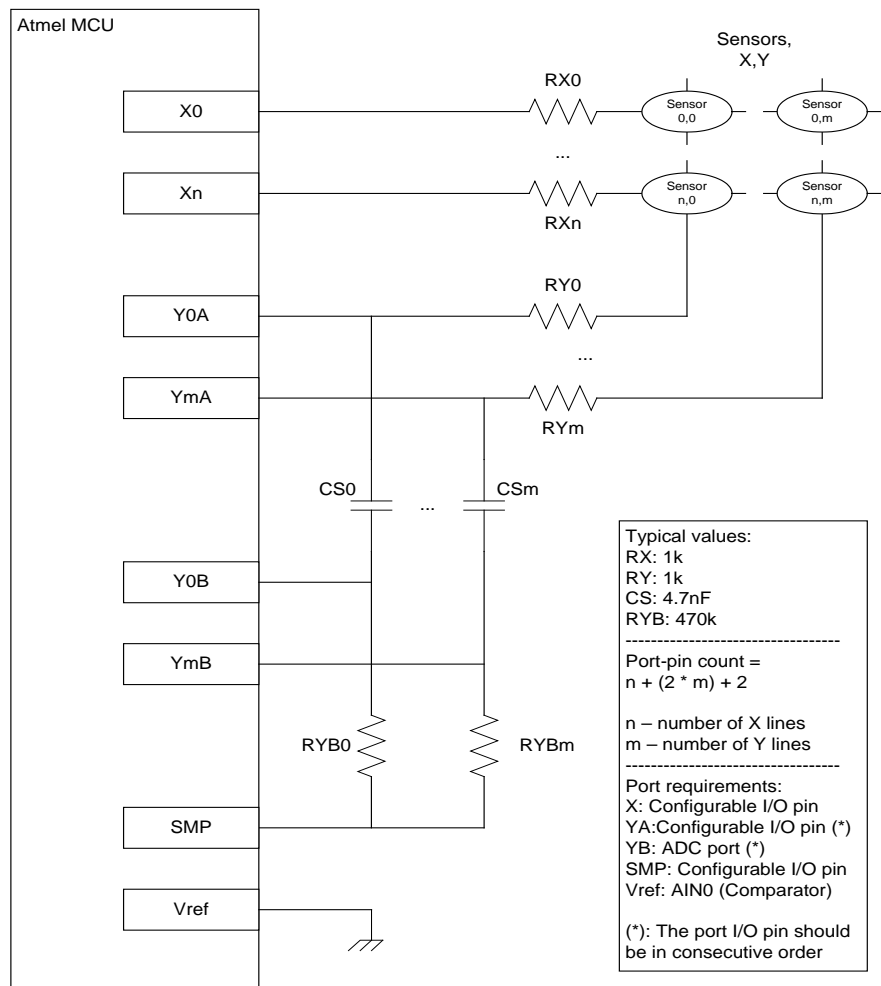 Atmel MCU
Sensors,
X,Y
X0
RX0
Sensor
0,0
Sensor
0,m
...
Xn
RXn
Sensor
n,0
Sensor
n,m
Y0A
RY0
...
YmA
RYm
CS0
...
CSm
Y0B
YmB
RYB0
RYBm
SMP
Vref
Typical values:
RX: 1k
RY: 1k
CS: 4.7nF
RYB: 470k
----------------------------------
Port-pin count =
n + (2 * m) + 2
n – number of X lines
m – number of Y lines
----------------------------------
Port requirements:
X: Configurable I/O pin
YA:Configurable I/O pin (*)
YB: ADC port (*)
SMP: Configurable I/O pin
Vref: AIN0 (Comparator)
(*): The port I/O pin should
be in consecutive order